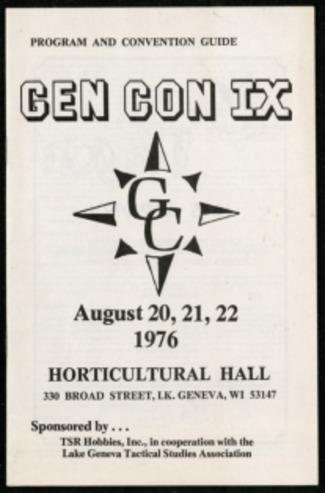 PROGRAM AND CONVENTION GUIDE
GEN CON IX
GC
August 20, 21, 22
1976
HORTICULTURAL HALL
330 BROAD STREET, LK. GENEVA, WI 53147
Sponsored by . . .
TSR Hobbies, Inc., in cooperation with the
Lake Geneva Tactical Studies Association